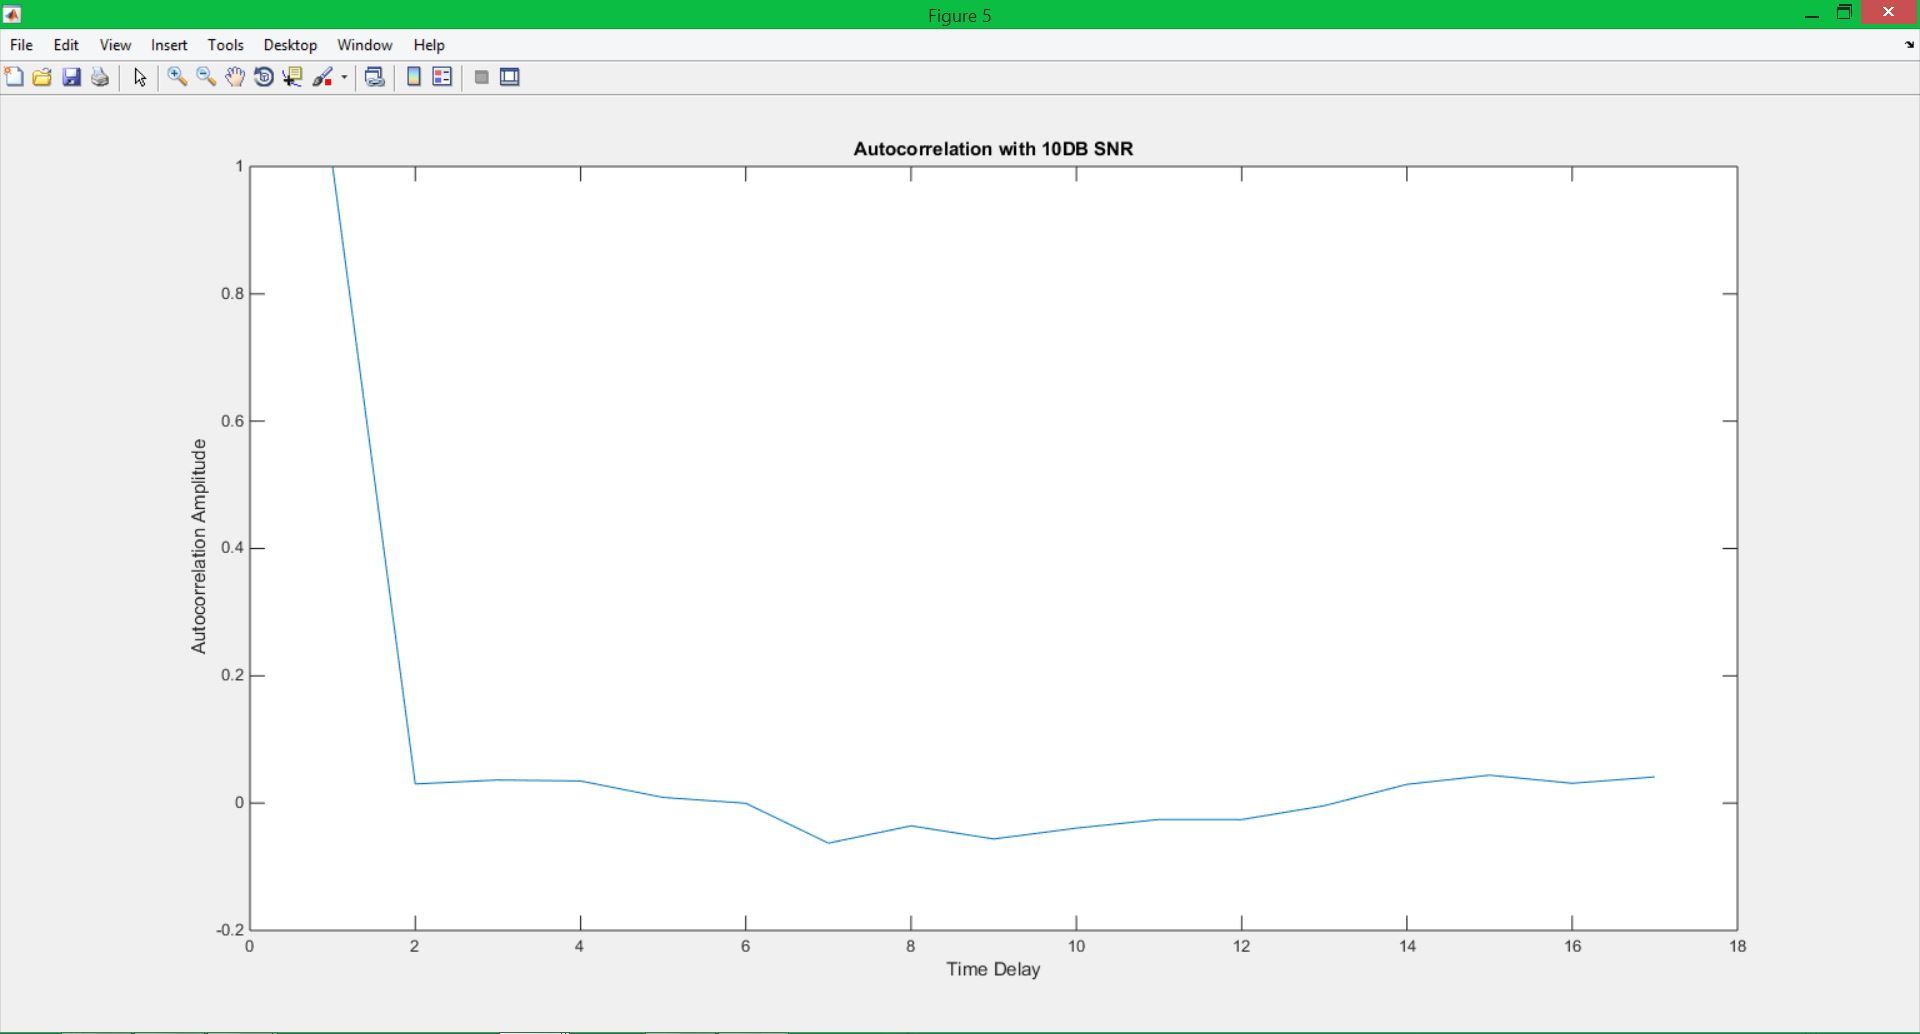 Figure 5
File Edit View Insert Tools Desktop Window Help
Autocorrelation with 10DB SNR
1
0.8
0.6
0.4
0.2
0
-0.2
Autocorrelation Amplitude
0 2 4 6 8 10 12 14 16 18
Time Delay